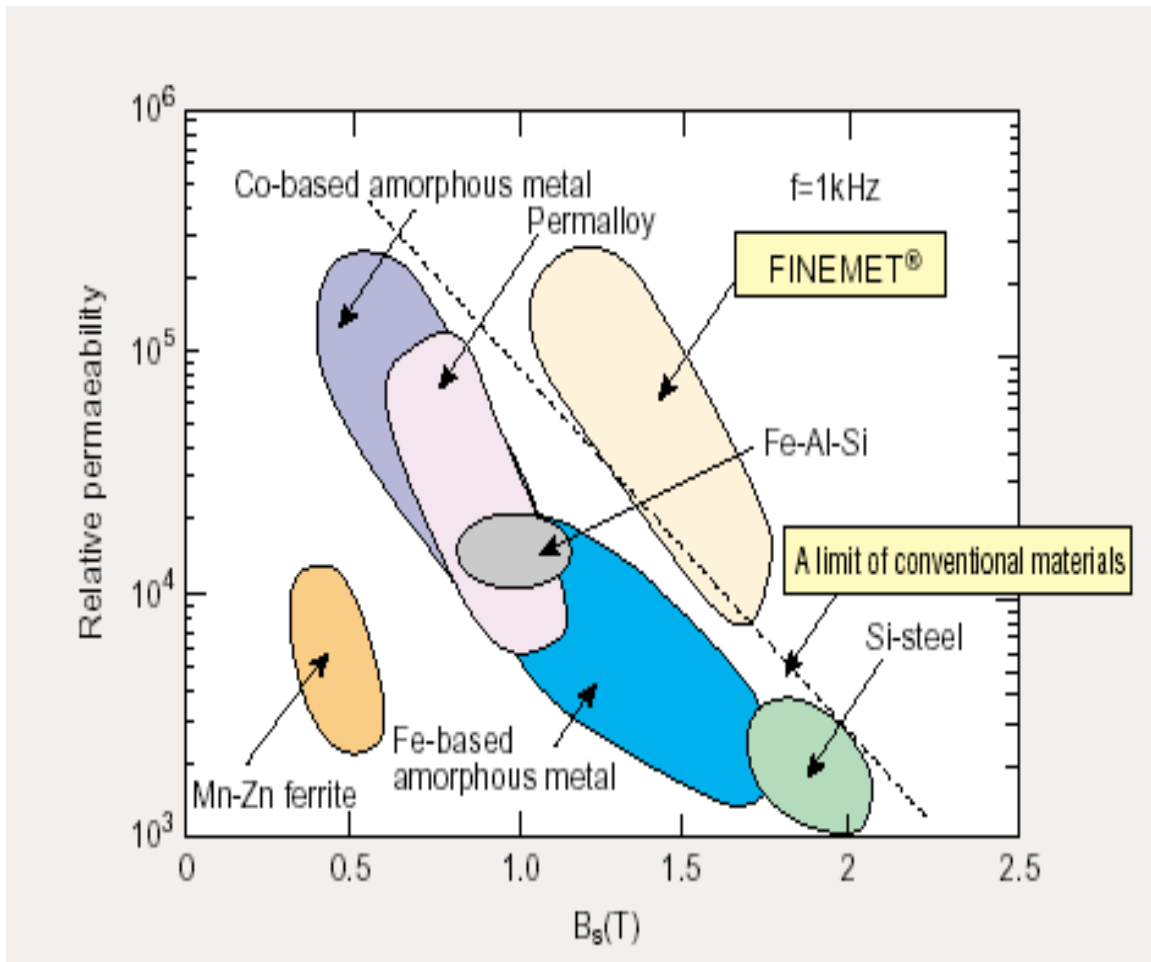 10⁶
Co-based amorphous metal
f=1kHz
Permalloy
FINEMET®
10⁵
Relative permaeability
Fe-Al-Si
A limit of conventional materials
10⁴
Si-steel
Fe-based
amorphous metal
Mn-Zn ferrite
10³
0 0.5 1.0 1.5 2 2.5
Bₛ(T)